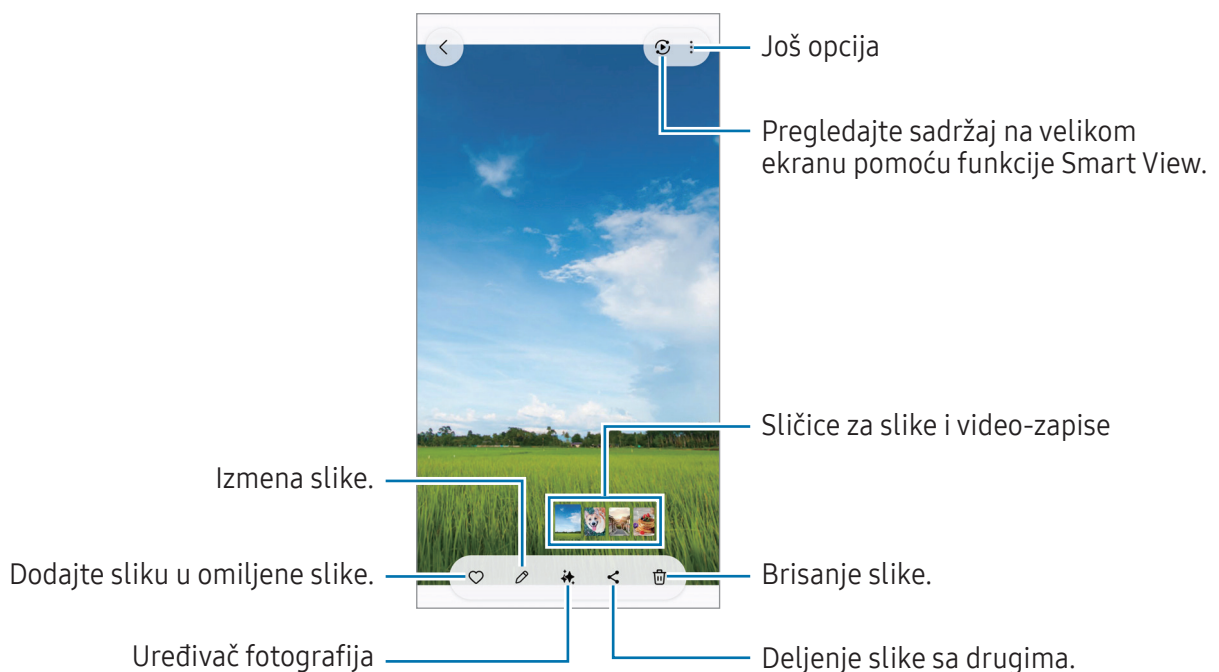 Još opcija
Pregledajte sadržaj na velikom
ekranu pomoću funkcije Smart View.
Sličice za slike i video-zapise
Izmena slike.
Dodajte sliku u omiljene slike.
Brisanje slike.
Uređivač fotografija
Deljenje slike sa drugima.